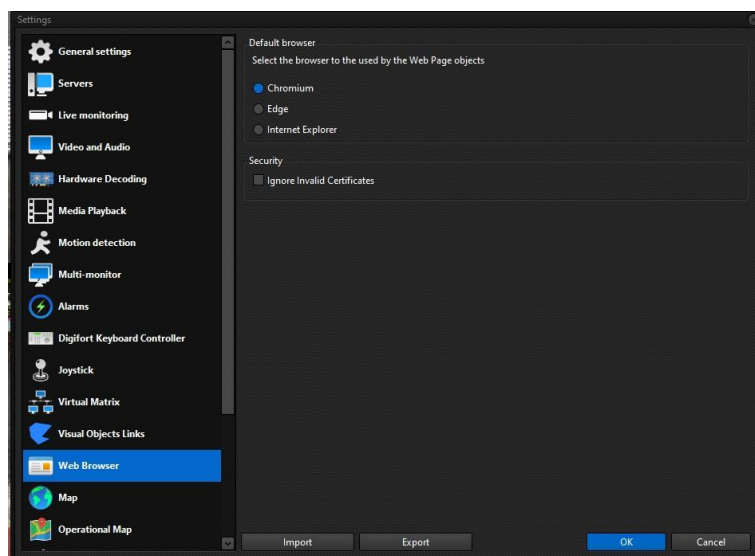 Settings
General settings
Servers
Live monitoring
Video and Audio
Hardware Decoding
Media Playback
Motion detection
Multi-monitor
Alarms
Digifort Keyboard Controller
Joystick
Virtual Matrix
Visual Objects Links
Web Browser
Map
Operational Map
Default browser
Select the browser to the used by the Web Page objects
Chromium
Edge
Internet Explorer
Security
Ignore Invalid Certificates
Import
Export
OK
Cancel